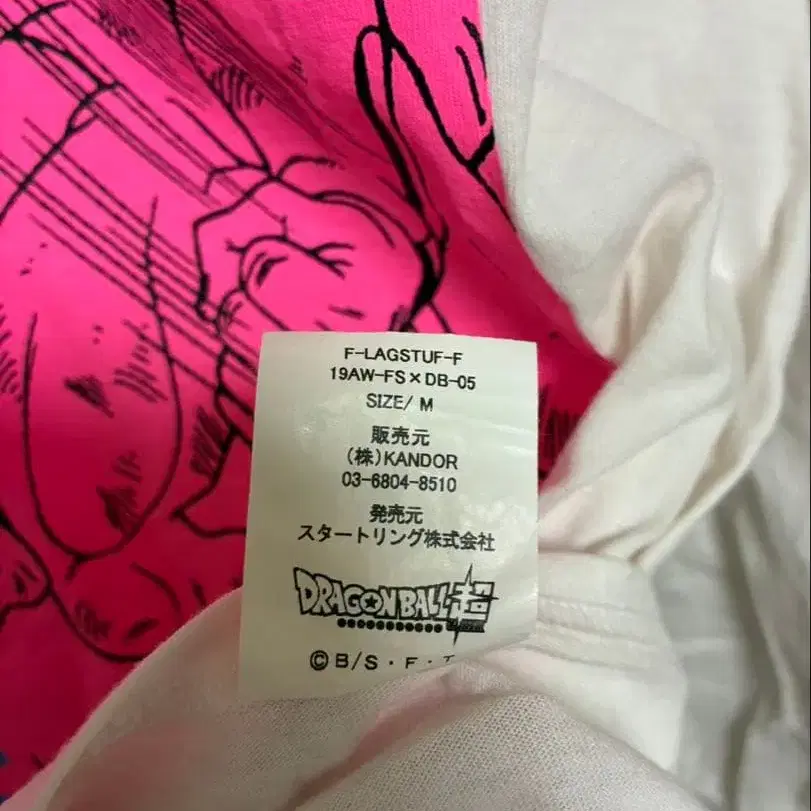 F-LAGSTUF-F
19AW-FS×DB-05
SIZE/ M
販売元
(株)KANDOR
03-6804-8510
発売元
スタートリング株式会社
DRAGONBALL超
©B/S・F・T